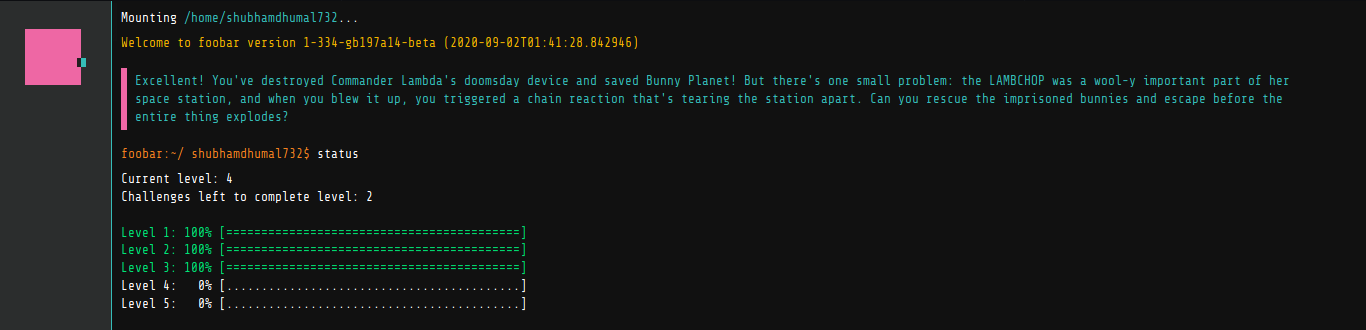 Mounting /home/shubhamdhumal732...
Welcome to foobar version 1-334-gb197a14-beta (2020-09-02T01:41:28.842946)
Excellent! You've destroyed Commander Lambda's doomsday device and saved Bunny Planet! But there's one small problem: the LAMBCHOP was a wool-y important part of her
space station, and when you blew it up, you triggered a chain reaction that's tearing the station apart. Can you rescue the imprisoned bunnies and escape before the
entire thing explodes?
foobar:~/ shubhamdhumal732$ status
Current level: 4
Challenges left to complete level: 2
Level 1: 100% [==========================================]
Level 2: 100% [==========================================]
Level 3: 100% [==========================================]
Level 4:   0% [..........................................]
Level 5:   0% [..........................................]